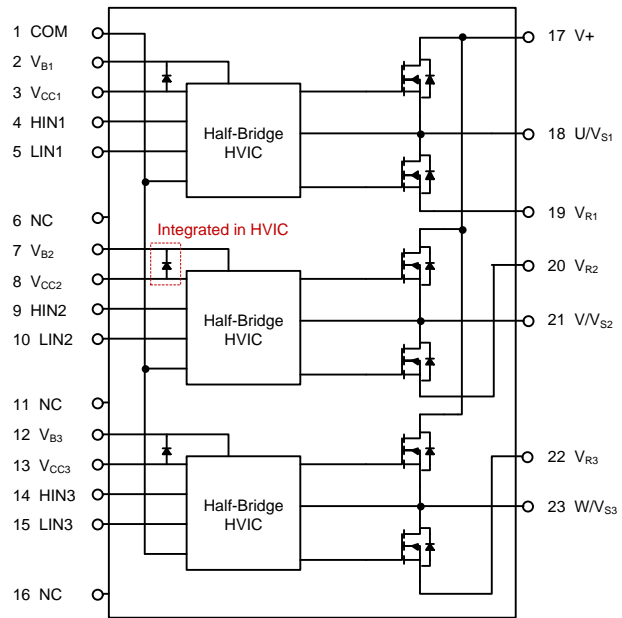 1 COM
2 VB1
3 VCC1
4 HIN1
5 LIN1
6 NC
7 VB2
8 VCC2
9 HIN2
10 LIN2
11 NC
12 VB3
13 VCC3
14 HIN3
15 LIN3
16 NC
Half-Bridge
HVIC
Integrated in HVIC
Half-Bridge
HVIC
Half-Bridge
HVIC
17 V+
18 U/VS1
19 VR1
20 VR2
21 V/VS2
22 VR3
23 W/VS3